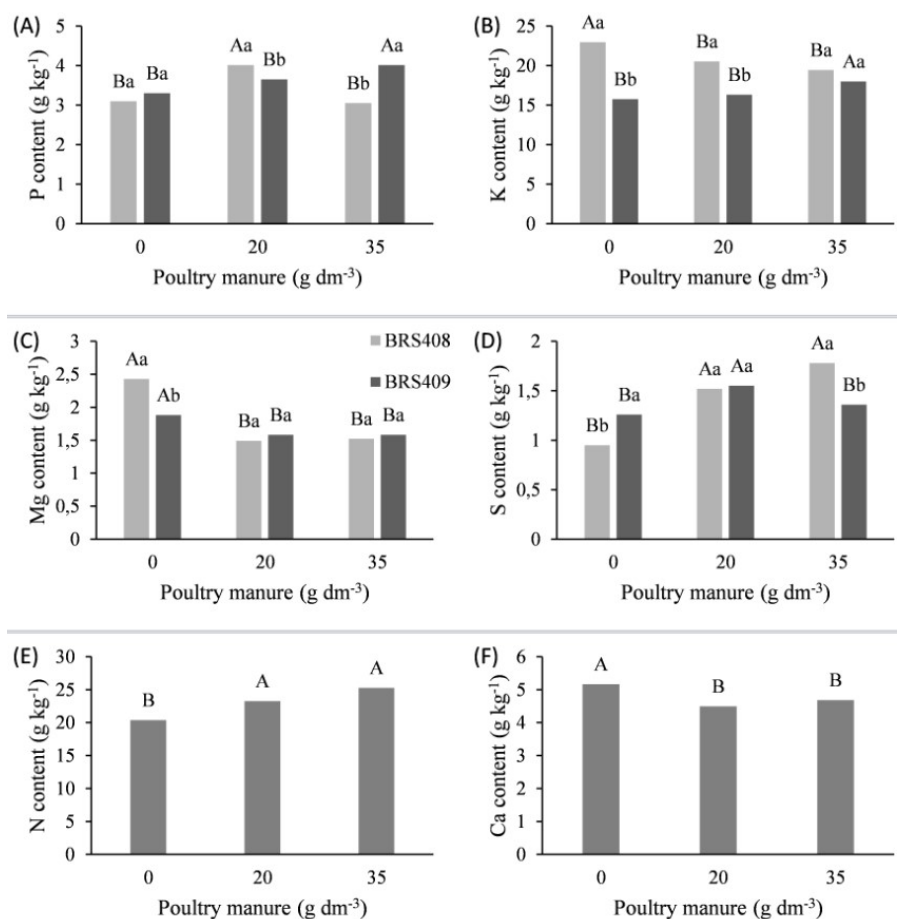 (A)
P content (g kg⁻¹)
5
4
3
2
1
0
Ba Ba Aa Bb Bb Aa
0 20 35
Poultry manure (g dm⁻³)
(B)
K content (g kg⁻¹)
25
20
15
10
5
0
Aa Bb Ba Bb Ba Aa
0 20 35
Poultry manure (g dm⁻³)
(C)
Mg content (g kg⁻¹)
3
2,5
2
1,5
1
0,5
0
Aa Ab Ba Ba Ba Ba
BRS408
BRS409
0 20 35
Poultry manure (g dm⁻³)
(D)
S content (g kg⁻¹)
2
1,5
1
0,5
0
Bb Ba Aa Aa Aa Bb
0 20 35
Poultry manure (g dm⁻³)
(E)
N content (g kg⁻¹)
30
25
20
15
10
5
0
B A A
0 20 35
Poultry manure (g dm⁻³)
(F)
Ca content (g kg⁻¹)
6
5
4
3
2
1
0
A B B
0 20 35
Poultry manure (g dm⁻³)